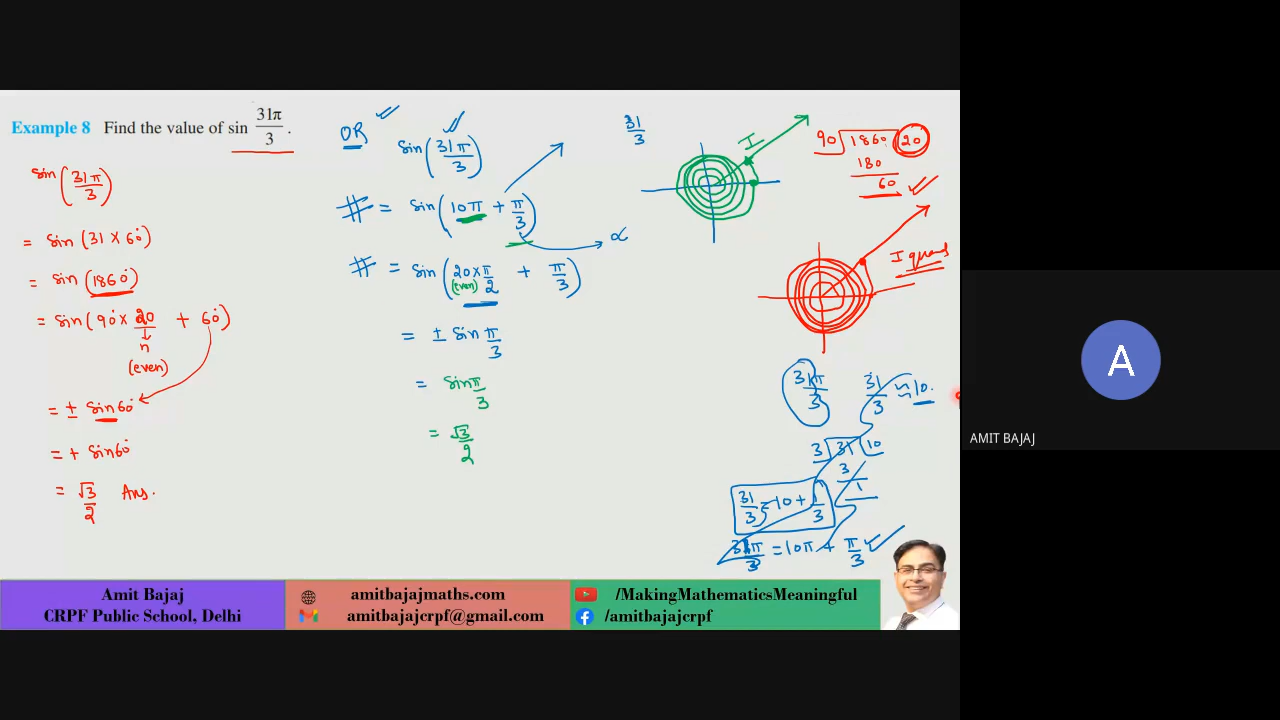 Example 8 Find the value of sin 31π/3.
sin(31π/3)
= sin(31 × 60°)
= sin(1860°)
= sin(90° × 20 + 60°)
n
(even)
= ± sin60°
= + sin60°
= √3/2 Ans.
OR
sin(31π/3)
# = sin(10π + π/3)
α
# = sin(20×π/2 + π/3)
(even)
= ± sin π/3
= sin π/3
= √3/2
31/3
I
90 ) 1860 ( 20
180
60
I quad
31π/3
31/3 ≈ 10.
3 ) 31 ( 10
3
1
31/3 = 10 + 1/3
31π/3 = 10π + π/3
Amit Bajaj
CRPF Public School, Delhi
amitbajajmaths.com
amitbajajcrpf@gmail.com
/MakingMathematicsMeaningful
/amitbajajcrpf
A
AMIT BAJAJ